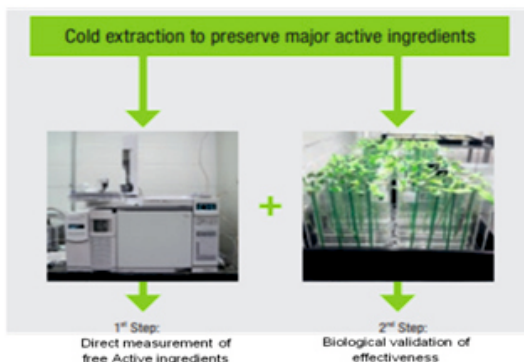 Cold extraction to preserve major active ingredients
+
1st Step:
Direct measurement of
free Active ingredients
2nd Step:
Biological validation of
effectiveness